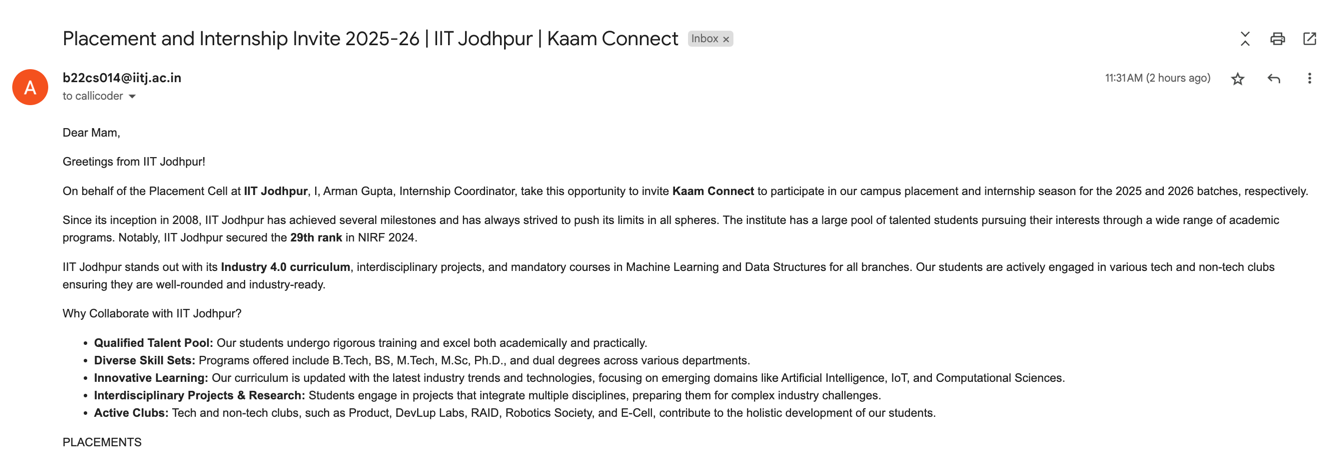 Placement and Internship Invite 2025-26 | IIT Jodhpur | Kaam Connect Inbox ×
A b22cs014@iitj.ac.in 11:31 AM (2 hours ago)
to callicoder
Dear Mam,
Greetings from IIT Jodhpur!
On behalf of the Placement Cell at IIT Jodhpur, I, Arman Gupta, Internship Coordinator, take this opportunity to invite Kaam Connect to participate in our campus placement and internship season for the 2025 and 2026 batches, respectively.
Since its inception in 2008, IIT Jodhpur has achieved several milestones and has always strived to push its limits in all spheres. The institute has a large pool of talented students pursuing their interests through a wide range of academic
programs. Notably, IIT Jodhpur secured the 29th rank in NIRF 2024.
IIT Jodhpur stands out with its Industry 4.0 curriculum, interdisciplinary projects, and mandatory courses in Machine Learning and Data Structures for all branches. Our students are actively engaged in various tech and non-tech clubs
ensuring they are well-rounded and industry-ready.
Why Collaborate with IIT Jodhpur?
• Qualified Talent Pool: Our students undergo rigorous training and excel both academically and practically.
• Diverse Skill Sets: Programs offered include B.Tech, BS, M.Tech, M.Sc, Ph.D., and dual degrees across various departments.
• Innovative Learning: Our curriculum is updated with the latest industry trends and technologies, focusing on emerging domains like Artificial Intelligence, IoT, and Computational Sciences.
• Interdisciplinary Projects & Research: Students engage in projects that integrate multiple disciplines, preparing them for complex industry challenges.
• Active Clubs: Tech and non-tech clubs, such as Product, DevLup Labs, RAID, Robotics Society, and E-Cell, contribute to the holistic development of our students.
PLACEMENTS